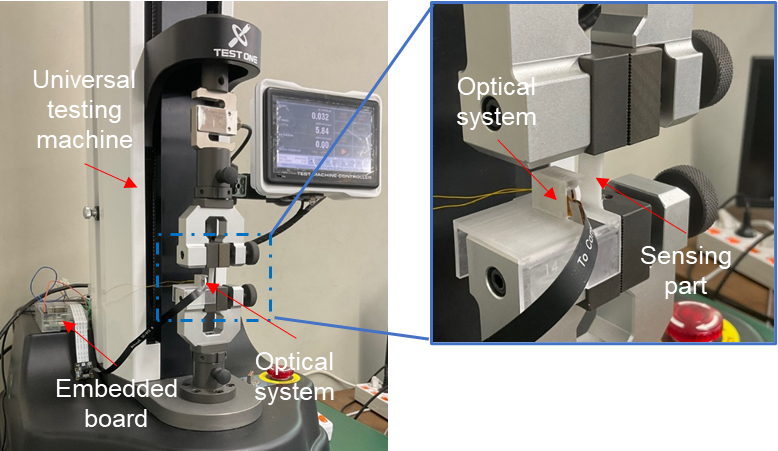 TEST ONE
Universal
testing
machine
0.032
5.84
0.00
TEST MACHINE CONTROLLER
Embedded
board
Optical
system
Optical
system
To Co
Sensing
part